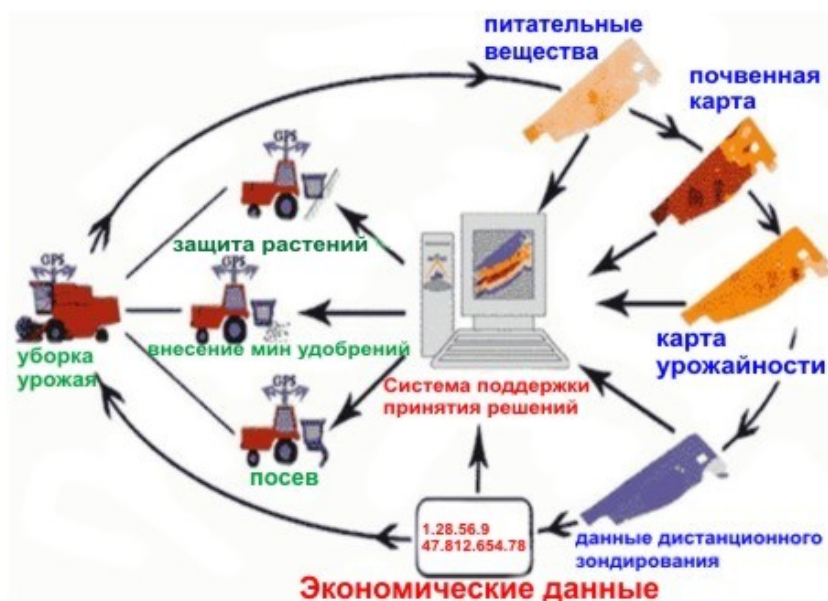 питательные
вещества
почвенная
карта
GPS
защита растений
GPS
GPS
уборка
урожая
внесение мин удобрений
карта
урожайности
Система поддержки
принятия решений
GPS
посев
1.28.56.9
47.812.654.78
данные дистанционного
зондирования
Экономические данные